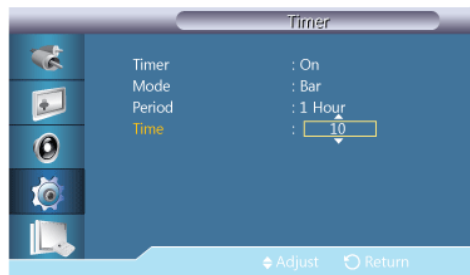 Timer
Timer : On
Mode : Bar
Period : 1 Hour
Time : 10
Adjust Return